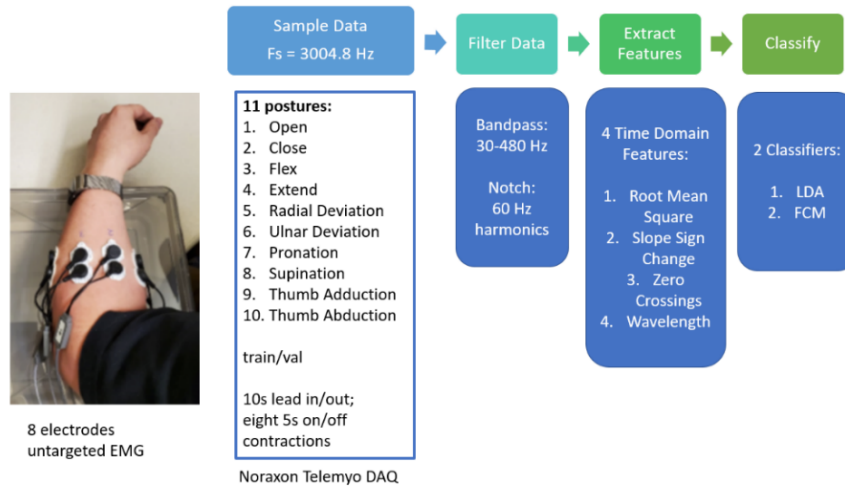 Sample Data
Fs = 3004.8 Hz
Filter Data
Extract
Features
Classify
11 postures:
1. Open
2. Close
3. Flex
4. Extend
5. Radial Deviation
6. Ulnar Deviation
7. Pronation
8. Supination
9. Thumb Adduction
10. Thumb Abduction
train/val
10s lead in/out;
eight 5s on/off
contractions
Bandpass:
30-480 Hz
Notch:
60 Hz
harmonics
4 Time Domain
Features:
1. Root Mean
Square
2. Slope Sign
Change
3. Zero
Crossings
4. Wavelength
2 Classifiers:
1. LDA
2. FCM
8 electrodes
untargeted EMG
Noraxon Telemyo DAQ